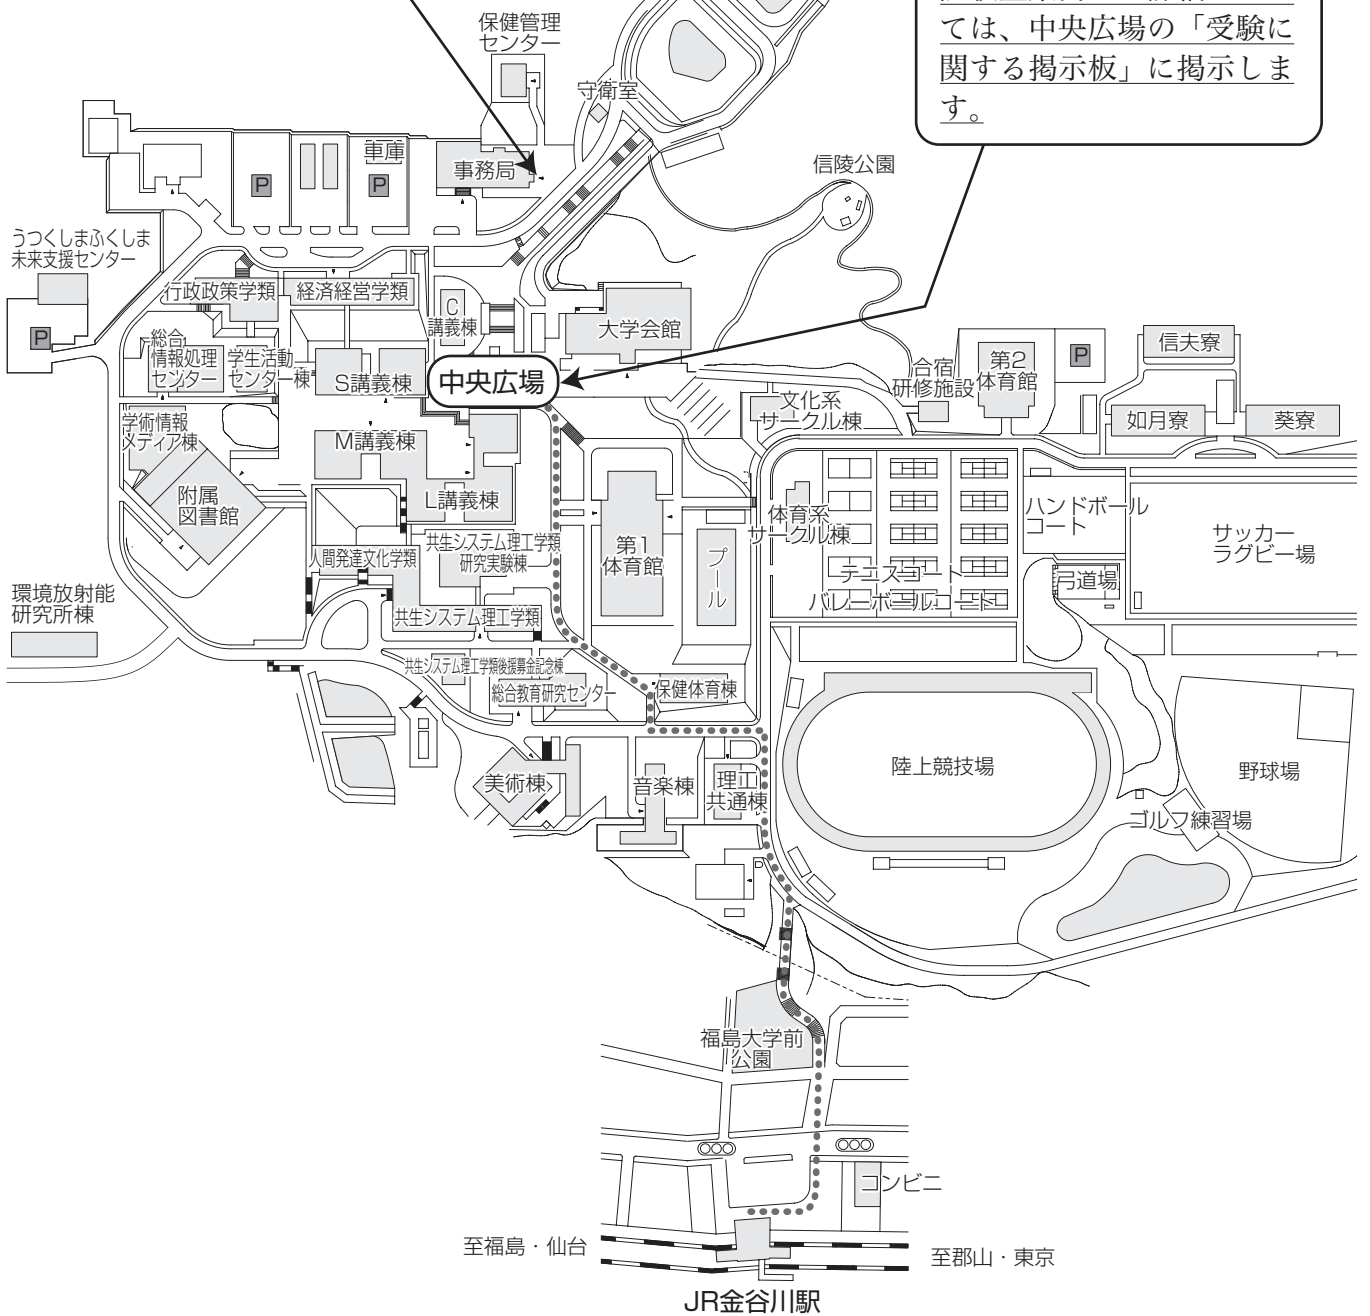 ては、中央広場の「受験に
関する掲示板」に掲示しま
す。
保健管理
センター
守衛室
車庫
事務局
P
P
信陵公園
うつくしまふくしま
未来支援センター
行政政策学類
経済経営学類
C
講義棟
大学会館
P
総合
情報処理
センター
学生活動
センター棟
S講義棟
中央広場
合宿
研修施設
第2
体育館
P
信夫寮
文化系
サークル棟
如月寮
葵寮
学術情報
メディア棟
M講義棟
附属
図書館
L講義棟
体育系
サークル棟
ハンドボール
コート
サッカー
ラグビー場
人間発達文化学類
共生システム理工学類
研究実験棟
第1
体育館
プール
テニスコート
バレーボールコート
弓道場
環境放射能
研究所棟
共生システム理工学類
共生システム理工学類後援募金記念棟
総合教育研究センター
保健体育棟
美術棟
音楽棟
理工
共通棟
陸上競技場
野球場
ゴルフ練習場
福島大学前
公園
コンビニ
至福島・仙台
至郡山・東京
JR金谷川駅